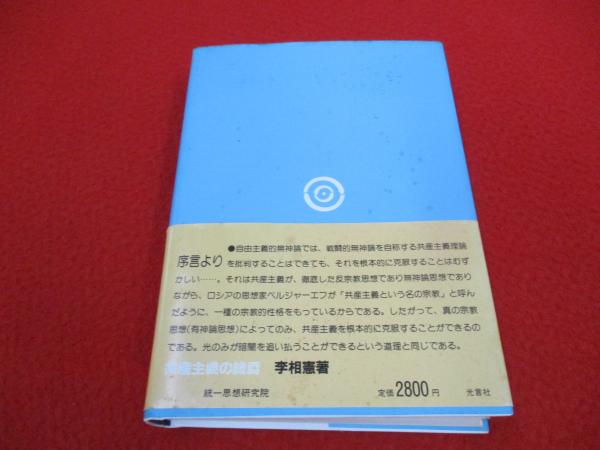 序言より
●自由主義的無神論では、戦闘的無神論を自称する共産主義理論
を批判することはできても、それを根本的に克服することはむず
かしい……。それは共産主義が、徹底した反宗教思想であり無神論思想であり
ながら、ロシアの思想家ベルジャーエフが「共産主義という名の宗教」と呼ん
だように、一種の宗教的性格をもっているからである。したがって、真の宗教
思想(有神論思想)によってのみ、共産主義を根本的に克服することができるの
である。光のみが暗闇を追い払うことができるという道理と同じである。
共産主義の終焉 李相憲著
統一思想研究院 定価2800円 光言社